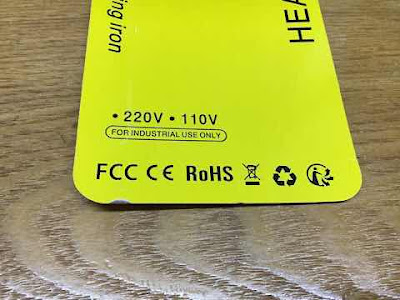 ing iron
HEA
• 220V • 110V
FOR INDUSTRIAL USE ONLY
FCC CE RoHS